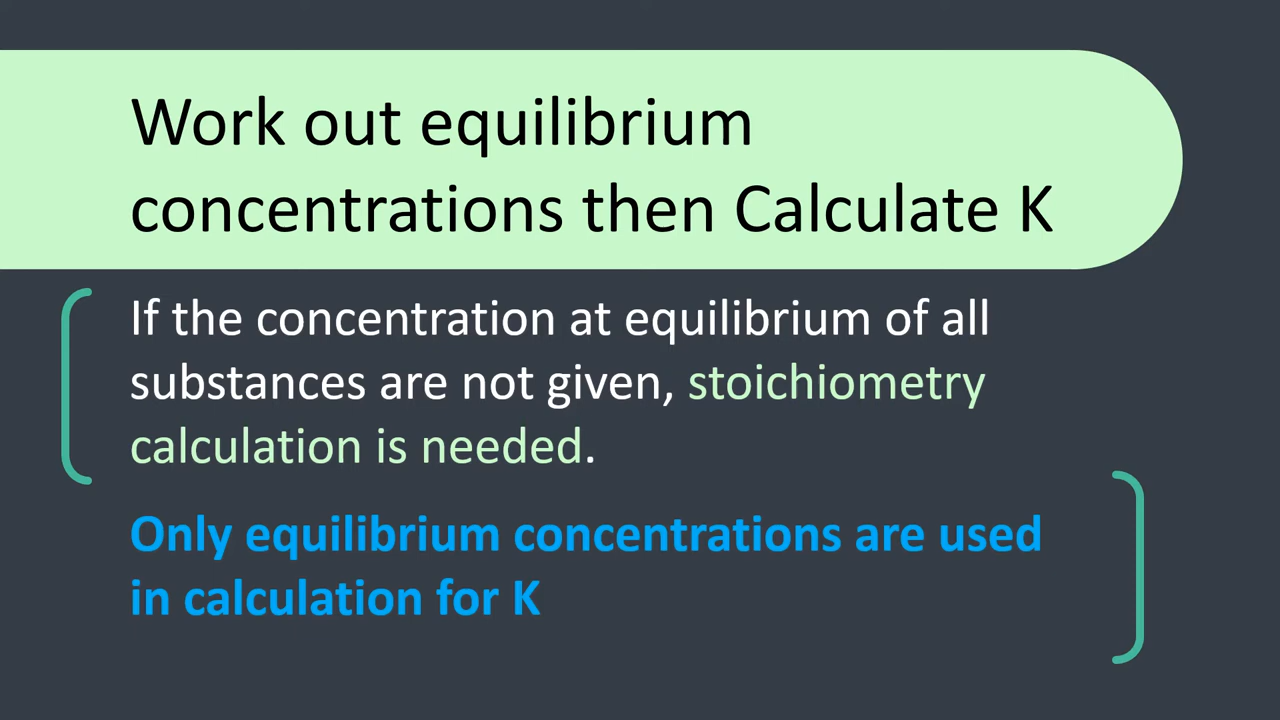 Work out equilibrium
concentrations then Calculate K
If the concentration at equilibrium of all
substances are not given, stoichiometry
calculation is needed.
Only equilibrium concentrations are used
in calculation for K